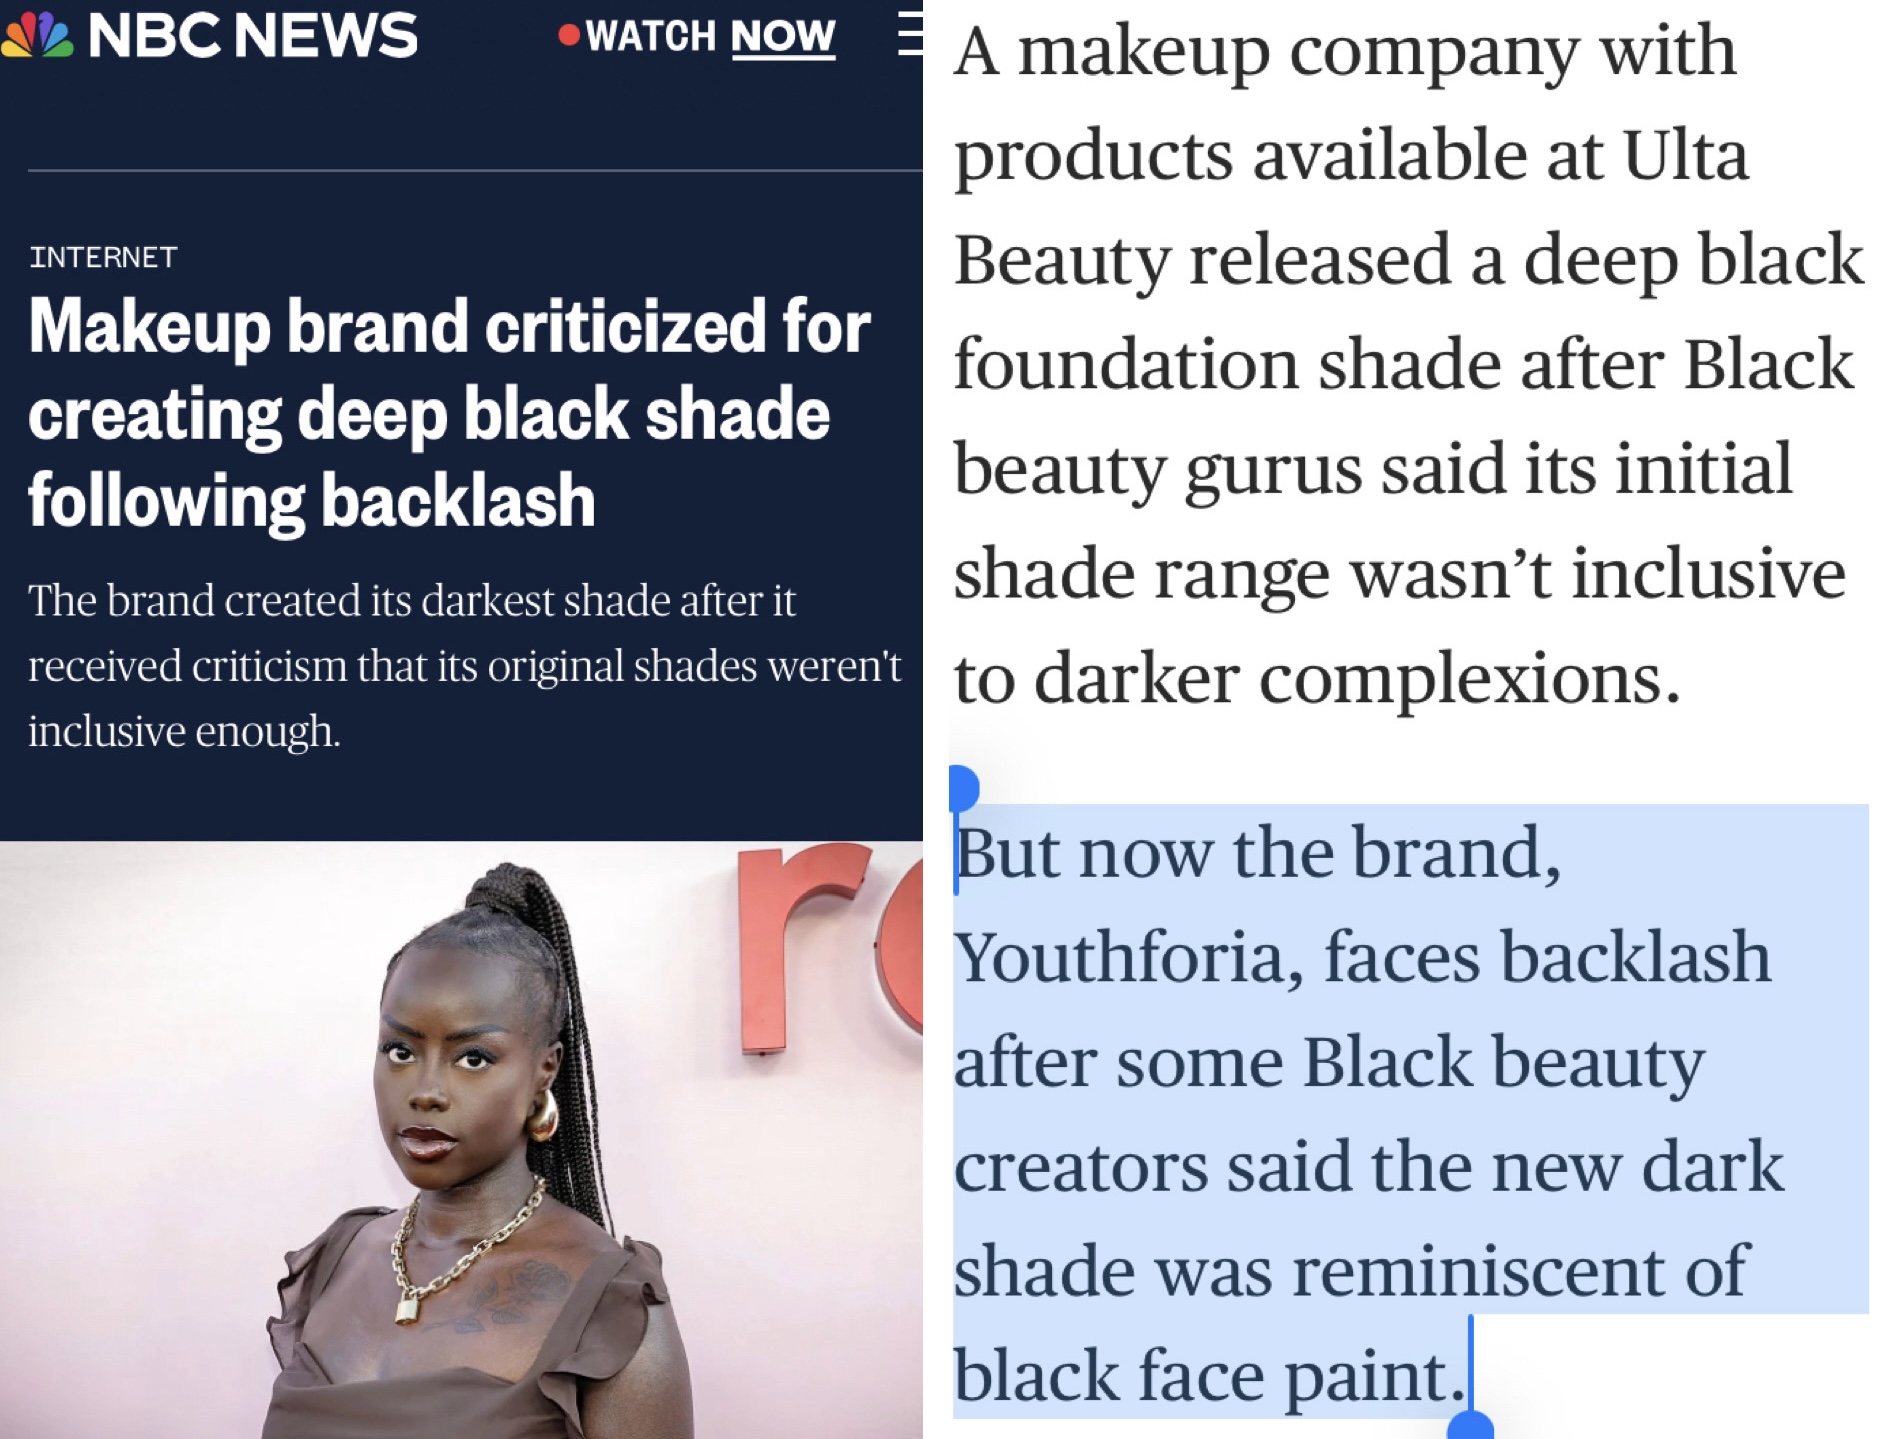 NBC NEWS
WATCH NOW
INTERNET
Makeup brand criticized for
creating deep black shade
following backlash
The brand created its darkest shade after it
received criticism that its original shades weren't
inclusive enough.
r
A makeup company with
products available at Ulta
Beauty released a deep black
foundation shade after Black
beauty gurus said its initial
shade range wasn’t inclusive
to darker complexions.
But now the brand,
Youthforia, faces backlash
after some Black beauty
creators said the new dark
shade was reminiscent of
black face paint.